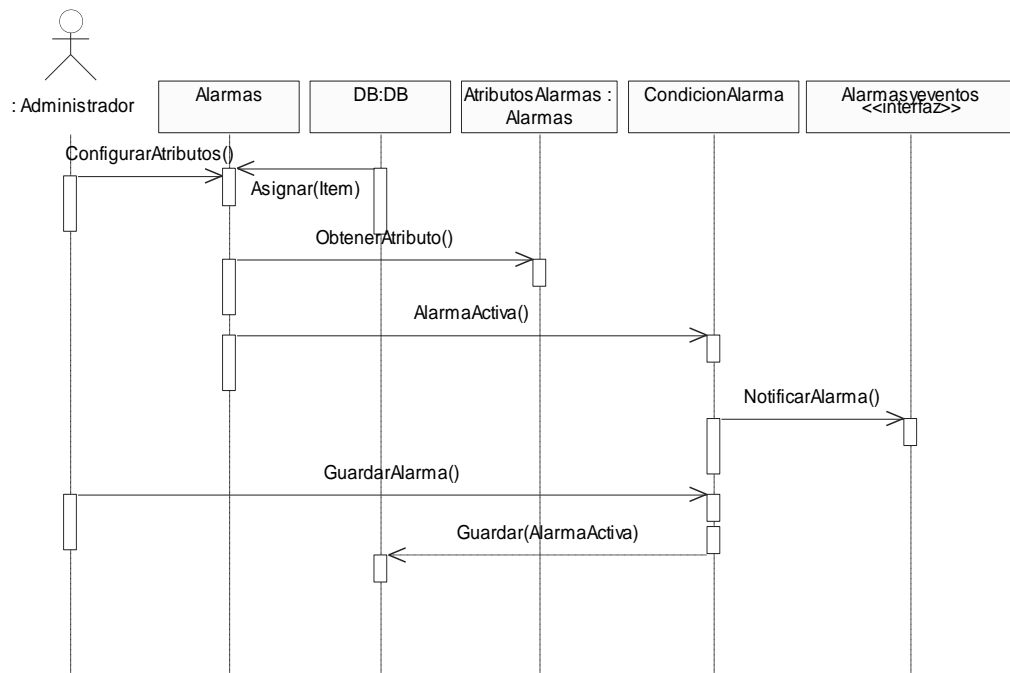 : Administrador
Alarmas
DB:DB
AtributosAlarmas :
Alarmas
CondicionAlarma
Alarmasyeventos
<<interfaz>>
ConfigurarAtributos()
Asignar(Item)
ObtenerAtributo()
AlarmaActiva()
NotificarAlarma()
GuardarAlarma()
Guardar(AlarmaActiva)